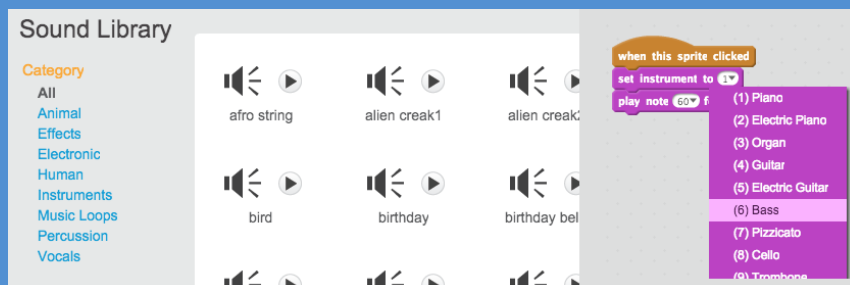 Sound Library
Category
All
Animal
Effects
Electronic
Human
Instruments
Music Loops
Percussion
Vocals
afro string
alien creak1
alien creak2
bird
birthday
birthday bel
when this sprite clicked
set instrument to 1
play note 60 f
(1) Piano
(2) Electric Piano
(3) Organ
(4) Guitar
(5) Electric Guitar
(6) Bass
(7) Pizzicato
(8) Cello
(9) Trombone